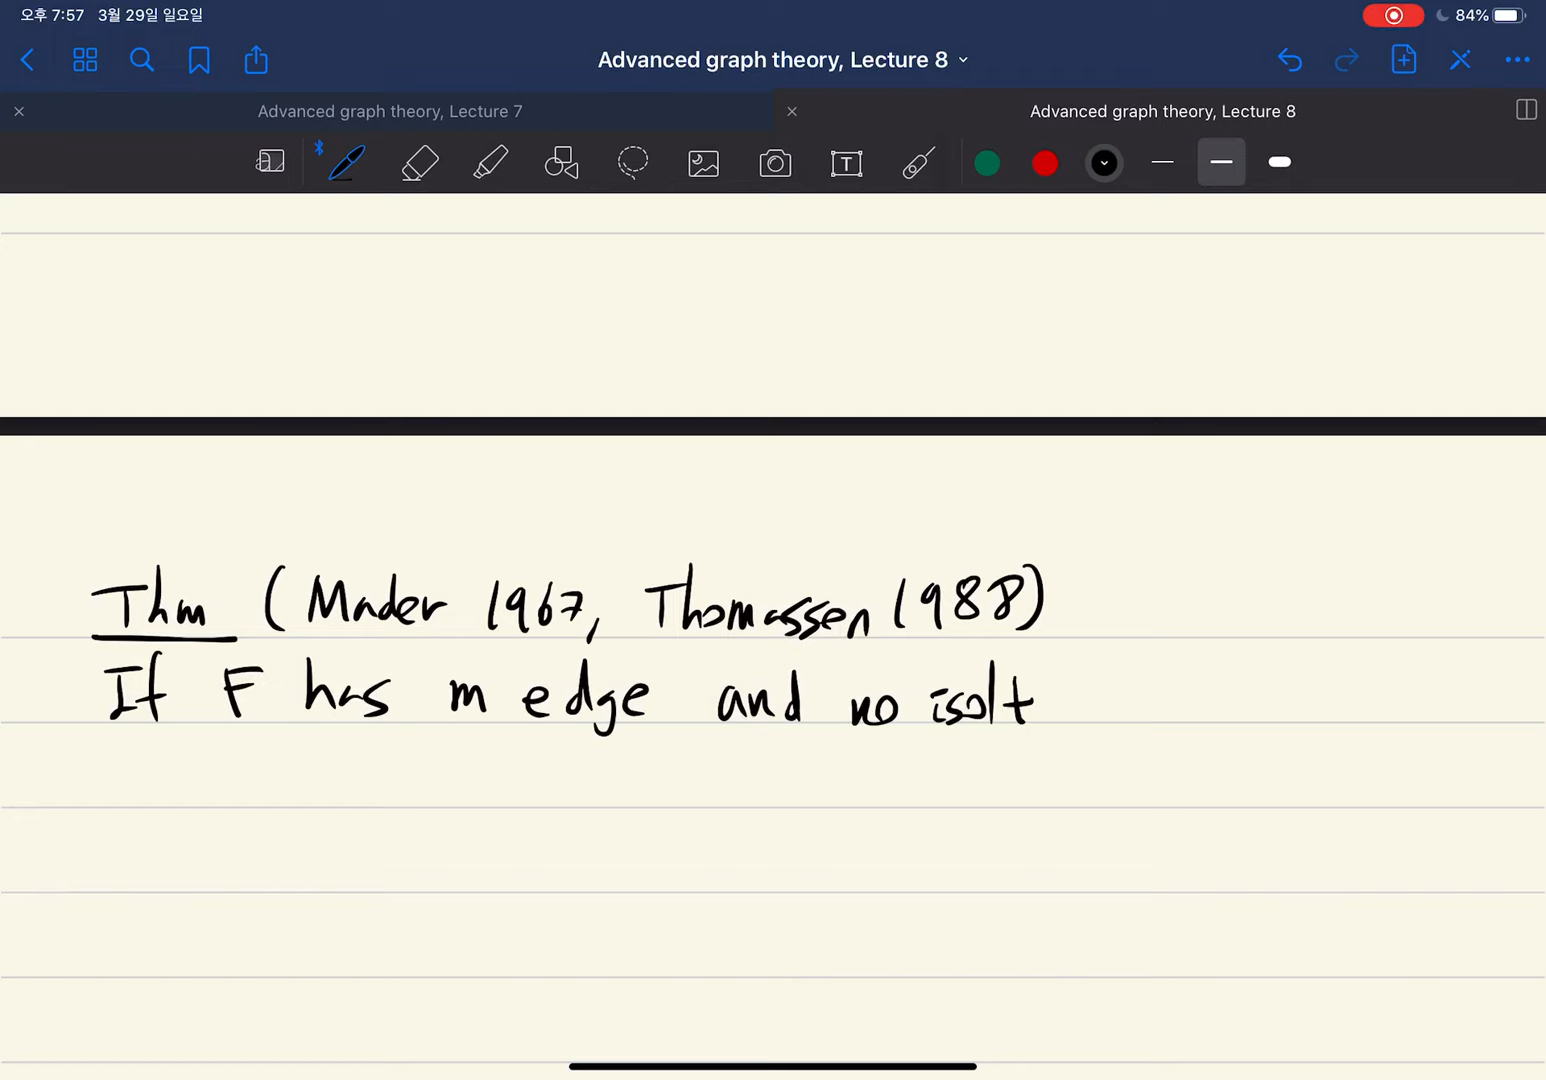 오후 7:57 3월 29일 일요일 84%
Advanced graph theory, Lecture 8
Advanced graph theory, Lecture 7 Advanced graph theory, Lecture 8
Thm (Mader 1967, Thomassen 1988)
If F has m edge and no isolt